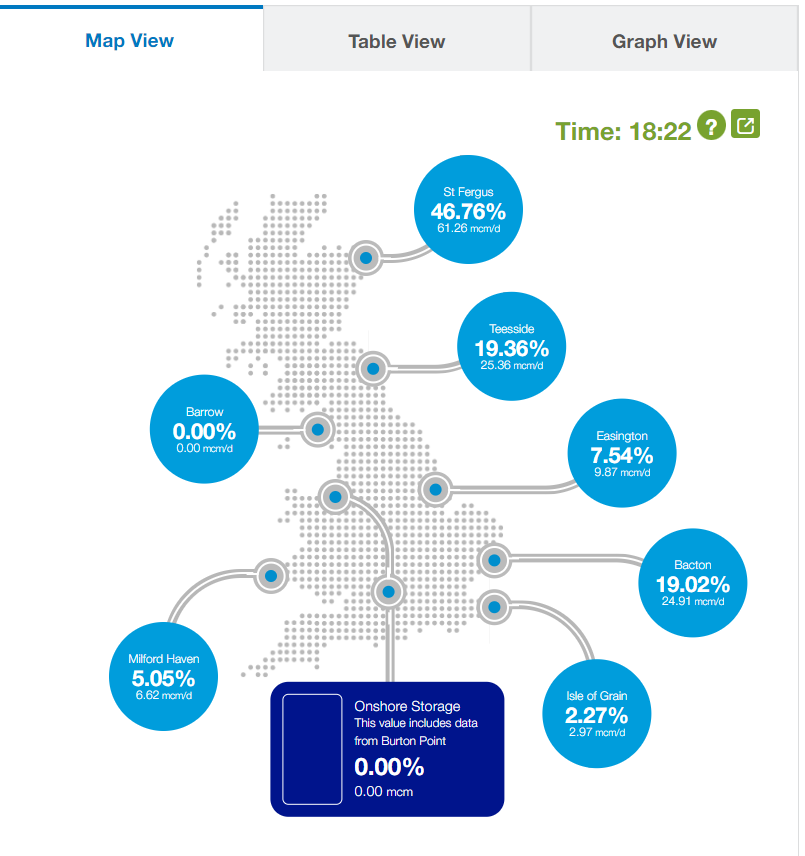 Map View
Table View
Graph View
Time: 18:22 ?
St Fergus
46.76%
61.26 mcm/d
Teesside
19.36%
25.36 mcm/d
Barrow
0.00%
0.00 mcm/d
Easington
7.54%
9.87 mcm/d
Bacton
19.02%
24.91 mcm/d
Milford Haven
5.05%
6.62 mcm/d
Isle of Grain
2.27%
2.97 mcm/d
Onshore Storage
This value includes data
from Burton Point
0.00%
0.00 mcm